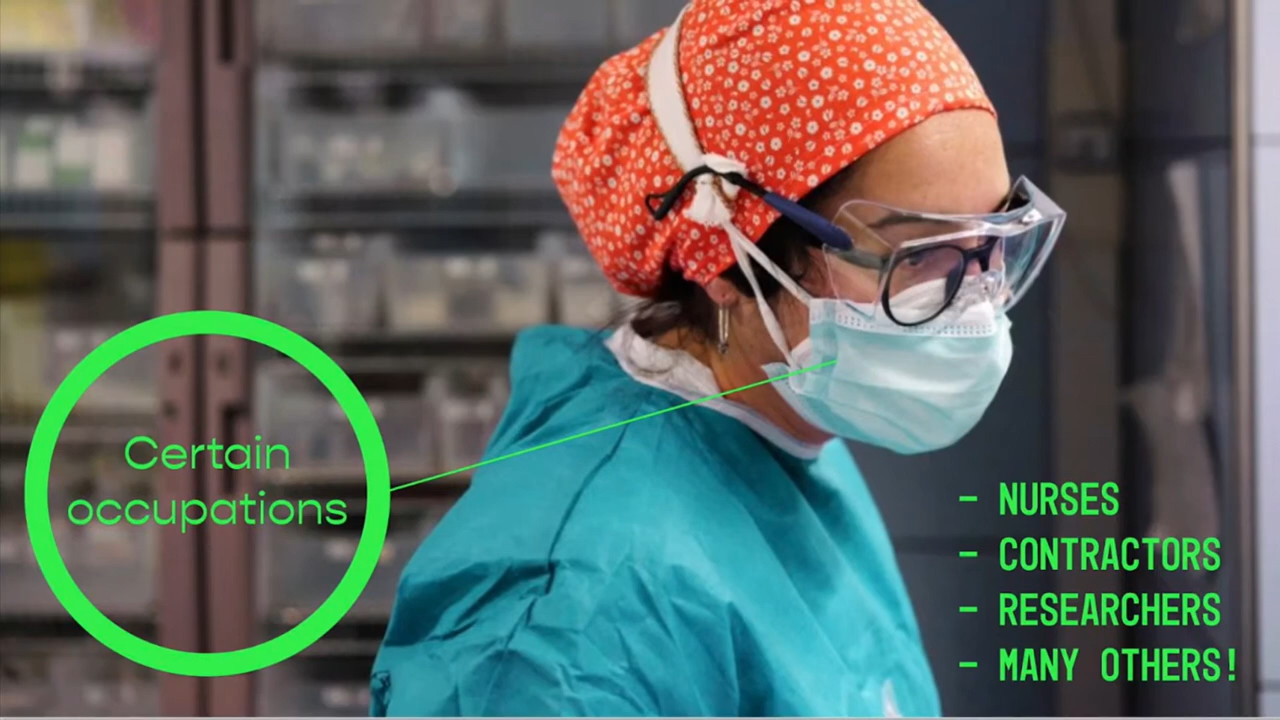 Certain
occupations
- NURSES
- CONTRACTORS
- RESEARCHERS
- MANY OTHERS!